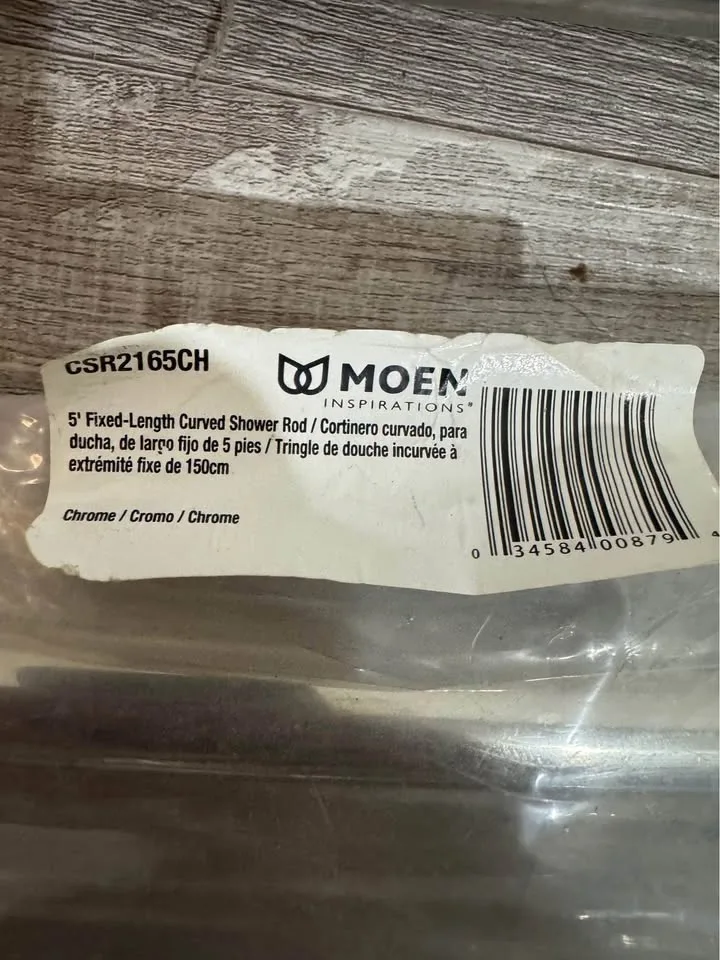 CSR2165CH
MOEN
INSPIRATIONS®
5' Fixed-Length Curved Shower Rod / Cortinero curvado, para
ducha, de largo fijo de 5 pies / Tringle de douche incurvée à
extrémité fixe de 150cm
Chrome / Cromo / Chrome
0 34584 00879 4